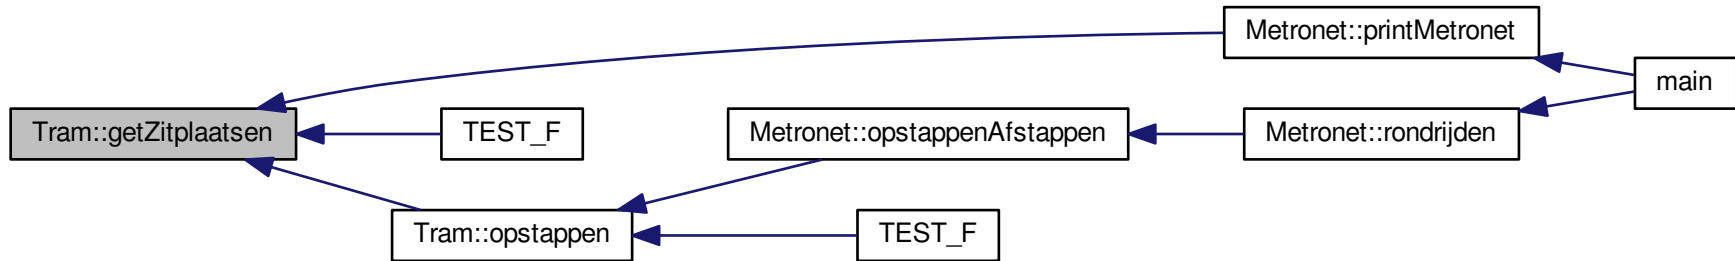 Metronet::printMetronet
main
Tram::getZitplaatsen
TEST_F
Metronet::opstappenAfstappen
Metronet::rondrijden
Tram::opstappen
TEST_F